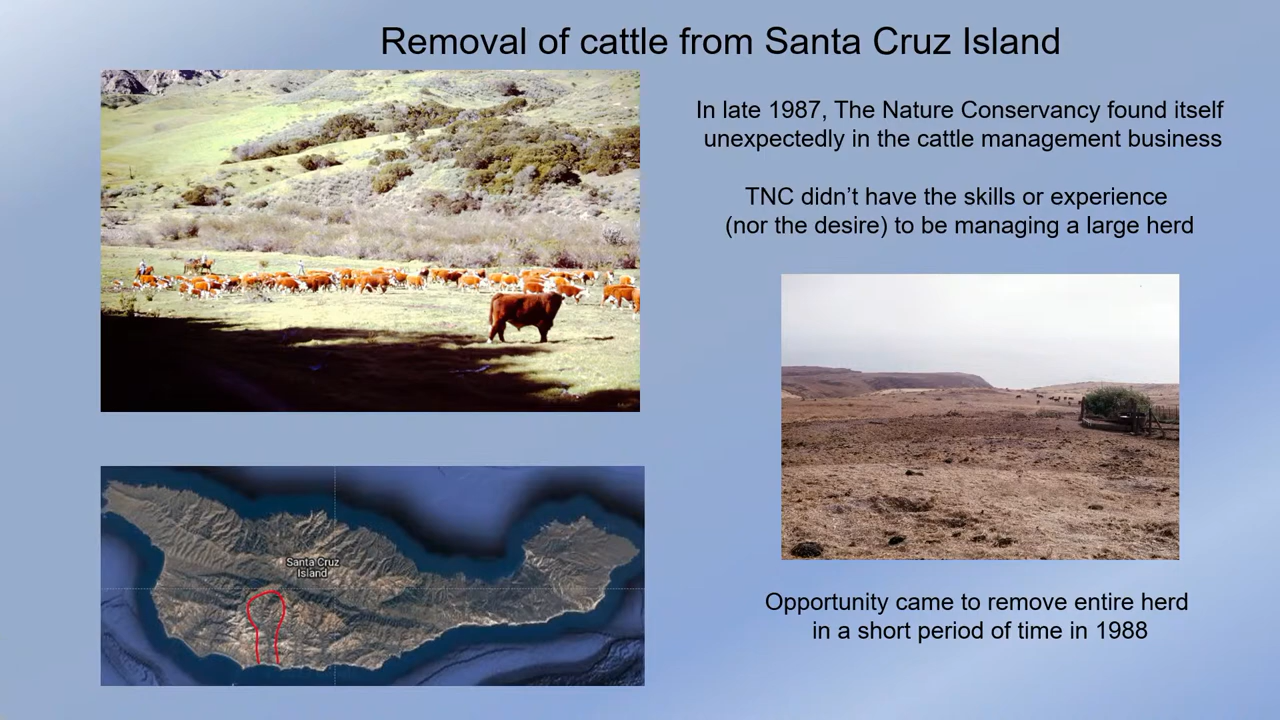 Removal of cattle from Santa Cruz Island
In late 1987, The Nature Conservancy found itself
unexpectedly in the cattle management business
TNC didn’t have the skills or experience
(nor the desire) to be managing a large herd
Santa Cruz
Island
Opportunity came to remove entire herd
in a short period of time in 1988